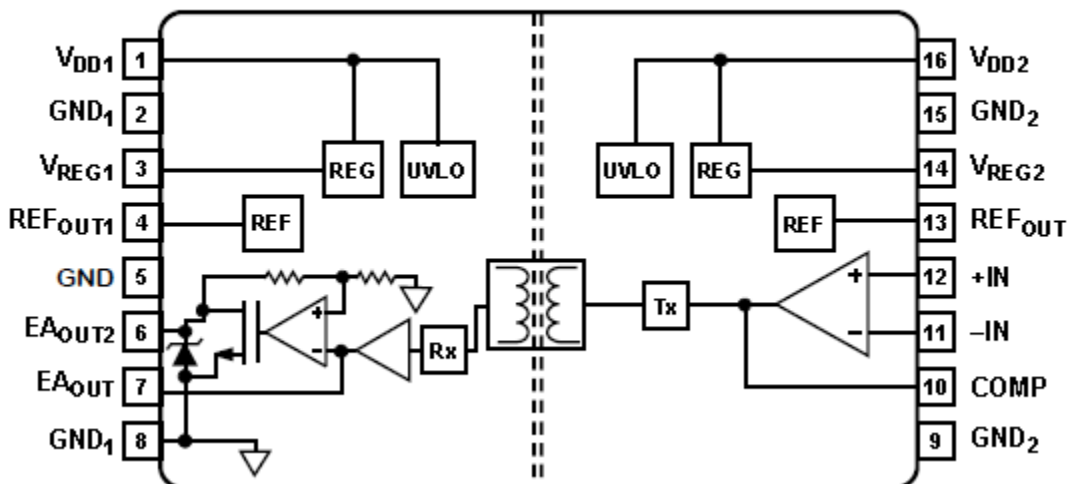 VDD1 1
GND1 2
VREG1 3
REFOUT1 4
GND 5
EAOUT2 6
EAOUT 7
GND1 8
REG
UVLO
REF
+
−
Rx
UVLO
REG
REF
Tx
+
−
16 VDD2
15 GND2
14 VREG2
13 REFOUT
12 +IN
11 –IN
10 COMP
9 GND2